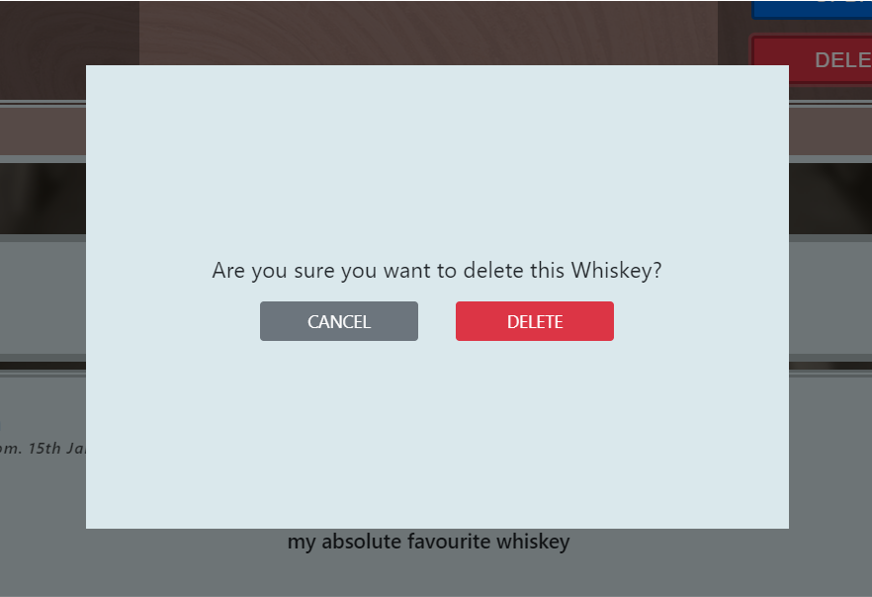 DELE
Are you sure you want to delete this Whiskey?
CANCEL
DELETE
om. 15th Ja
my absolute favourite whiskey